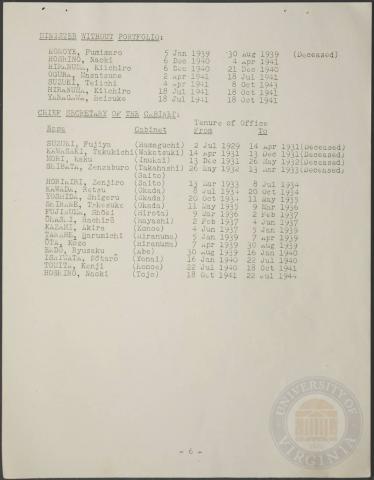 MINISTER WITHOUT PORTFOLIO:
KONOYE, Fumimaro 5 Jan 1939 30 Aug 1939 (Deceased)
HOSHINO, Naoki 6 Dec 1940 4 Apr 1941
HIRANUMA, Kiichiro 6 Dec 1940 21 Dec 1940
OGURA, Masatsune 2 Apr 1941 18 Jul 1941
SUZUKI, Teiichi 4 Apr 1941 8 Oct 1943
HIRANUMA, Kiichiro 18 Jul 1941 18 Oct 1941
YANAGAWA, Heisuke 18 Jul 1941 18 Oct 1941
CHIEF SECRETARY OF THE CABINET:
Tenure of Office
Name Cabinet From To
SUZUKI, Fujiya (Hamaguchi) 2 Jul 1929 14 Apr 1931(Deceased)
KAWASAKI, Takukichi(Wakatsuki) 14 Apr 1931 13 Dec 1931(Deceased)
MORI, Kaku (Inukai) 13 Dec 1931 26 May 1932(Deceased)
SHIBATA, Zenzaburo (Takahashi) 26 May 1932 13 Mar 1933(Deceased)
(Saito)
HORIKIRI, Zenjiro (Saito) 13 Mar 1933 8 Jul 1934
KAWADA, Retsu (Okada) 8 Jul 1934 20 Oct 1934
YOSHIDA, Shigeru (Okada) 20 Oct 1934 11 May 1935
SHIRANE, Takesuke (Okada) 11 May 1935 9 Mar 1936
FUJINUMA, Shohei (Hirota) 9 Mar 1936 2 Feb 1937
OHASHI, Hachiro (Hayashi) 2 Feb 1937 4 Jun 1937
KAZAMI, Akira (Konoe) 4 Jun 1937 5 Jan 1939
TANABE, Harumichi (Hiranuma) 5 Jan 1939 7 Apr 1939
OTA, Kozo (Hiranuma) 7 Apr 1939 30 Aug 1939
ENDO, Ryusaku (Abe) 30 Aug 1939 16 Jan 1940
ISHIWATA, Sotaro (Yonai) 16 Jan 1940 22 Jul 1940
TOMITA, Kenji (Konoe) 22 Jul 1940 18 Oct 1941
HOSHINO, Naoki (Tojo) 18 Oct 1941 22 Jul 1944
- 6 -
UNIVERSITY OF VIRGINIA